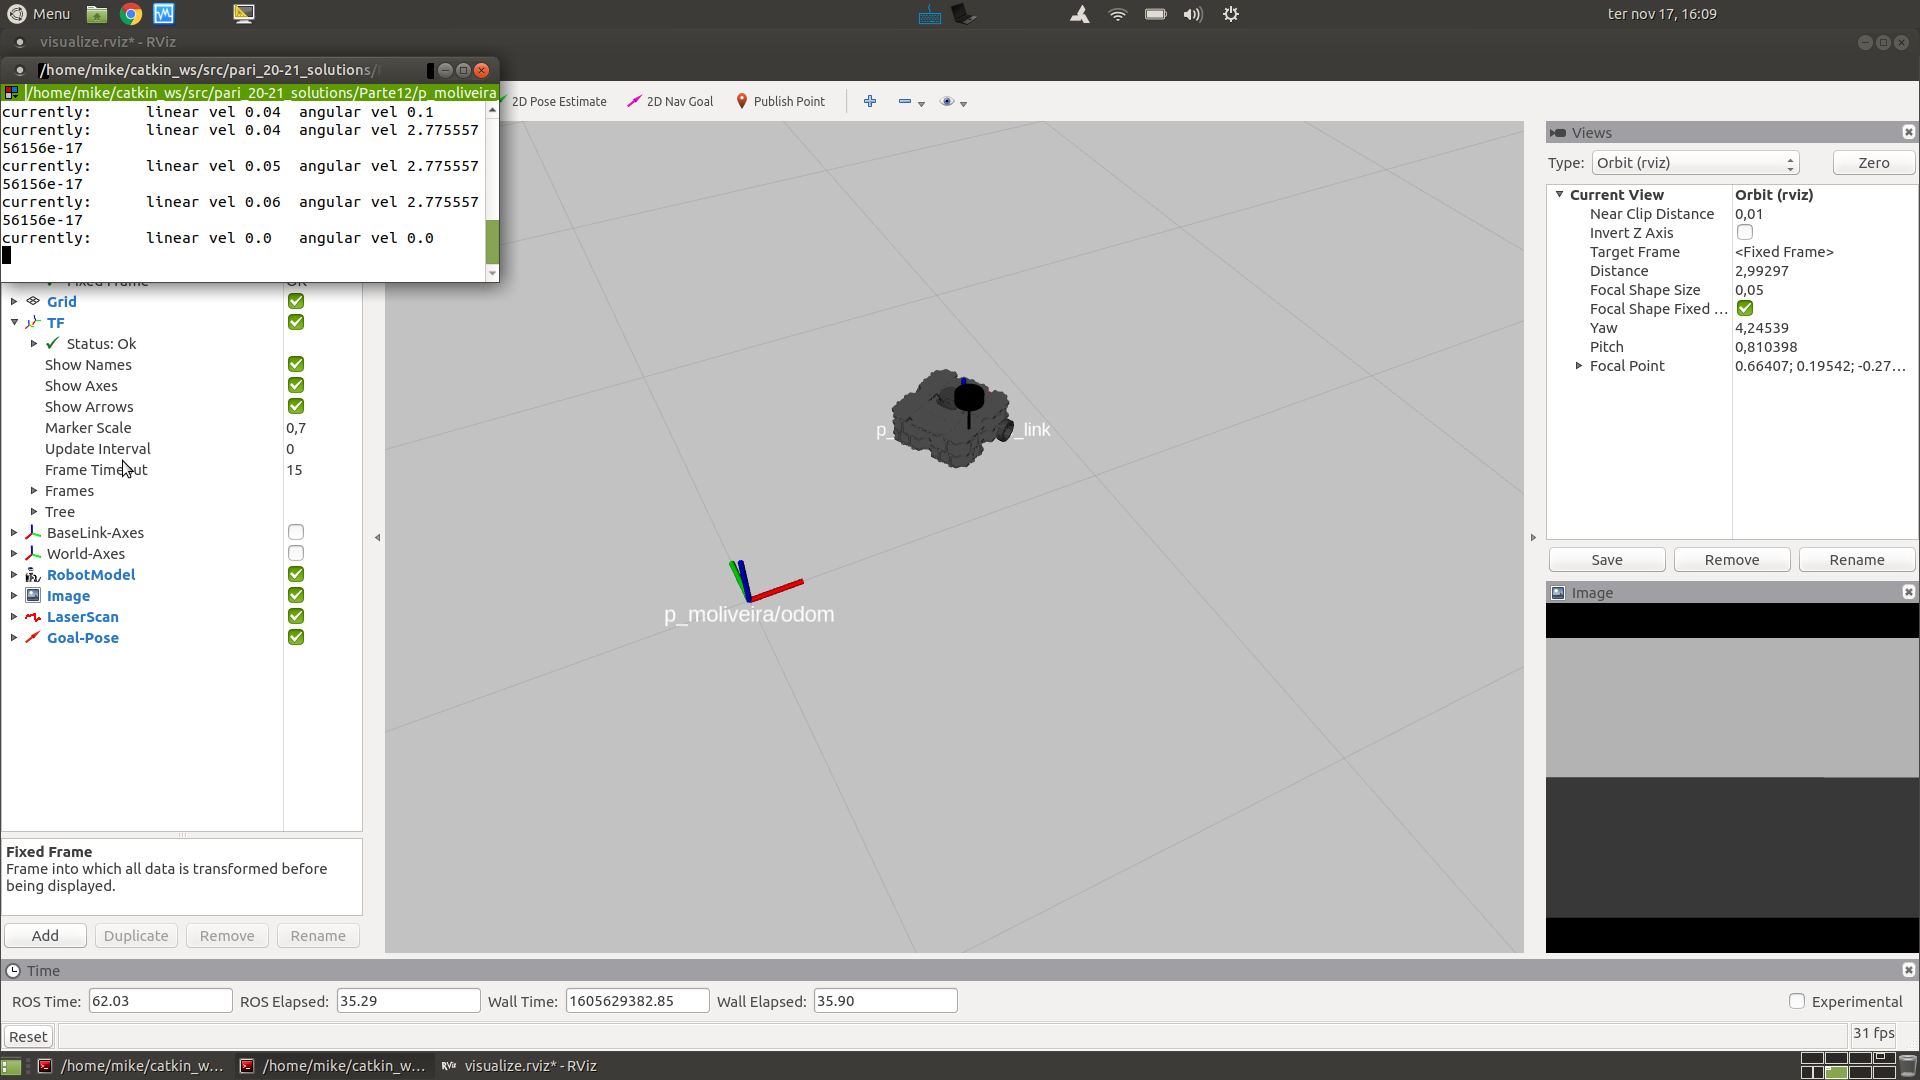 Menu
ter nov 17, 16:09
visualize.rviz* - RViz
/home/mike/catkin_ws/src/pari_20-21_solutions/
/home/mike/catkin_ws/src/pari_20-21_solutions/Parte12/p_moliveira
currently: linear vel 0.04 angular vel 0.1
currently: linear vel 0.04 angular vel 2.775557
56156e-17
currently: linear vel 0.05 angular vel 2.775557
56156e-17
currently: linear vel 0.06 angular vel 2.775557
56156e-17
currently: linear vel 0.0 angular vel 0.0
2D Pose Estimate
2D Nav Goal
Publish Point
Grid
TF
Status: Ok
Show Names
Show Axes
Show Arrows
Marker Scale 0,7
Update Interval 0
Frame Timeout 15
Frames
Tree
BaseLink-Axes
World-Axes
RobotModel
Image
LaserScan
Goal-Pose
Fixed Frame
Frame into which all data is transformed before
being displayed.
Add
Duplicate
Remove
Rename
p_
_link
p_moliveira/odom
Views
Type: Orbit (rviz)
Zero
Current View Orbit (rviz)
Near Clip Distance 0,01
Invert Z Axis
Target Frame <Fixed Frame>
Distance 2,99297
Focal Shape Size 0,05
Focal Shape Fixed ...
Yaw 4,24539
Pitch 0,810398
Focal Point 0.66407; 0.19542; -0.27...
Save
Remove
Rename
Image
Time
ROS Time: 62.03
ROS Elapsed: 35.29
Wall Time: 1605629382.85
Wall Elapsed: 35.90
Experimental
Reset
31 fps
/home/mike/catkin_w...
/home/mike/catkin_w...
RViz
visualize.rviz* - RViz